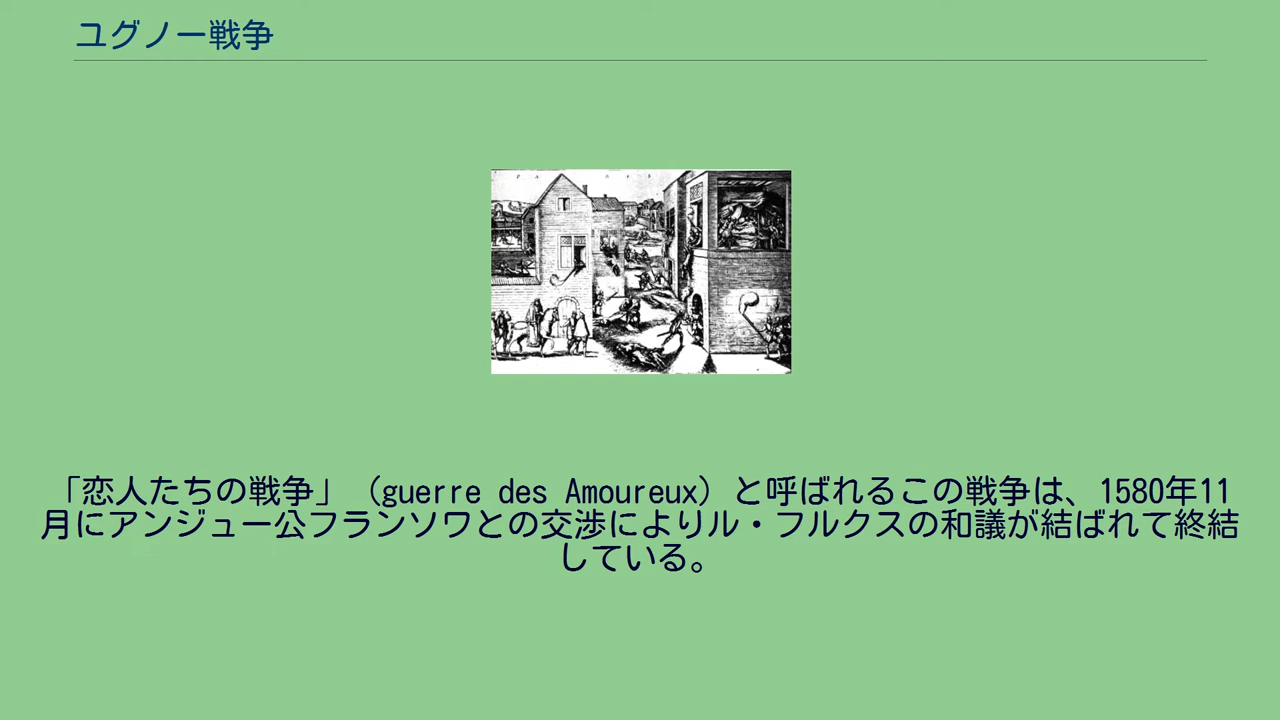 ユグノー戦争
「恋人たちの戦争」（guerre des Amoureux）と呼ばれるこの戦争は、1580年11
月にアンジュー公フランソワとの交渉によりル・フルクスの和議が結ばれて終結
している。